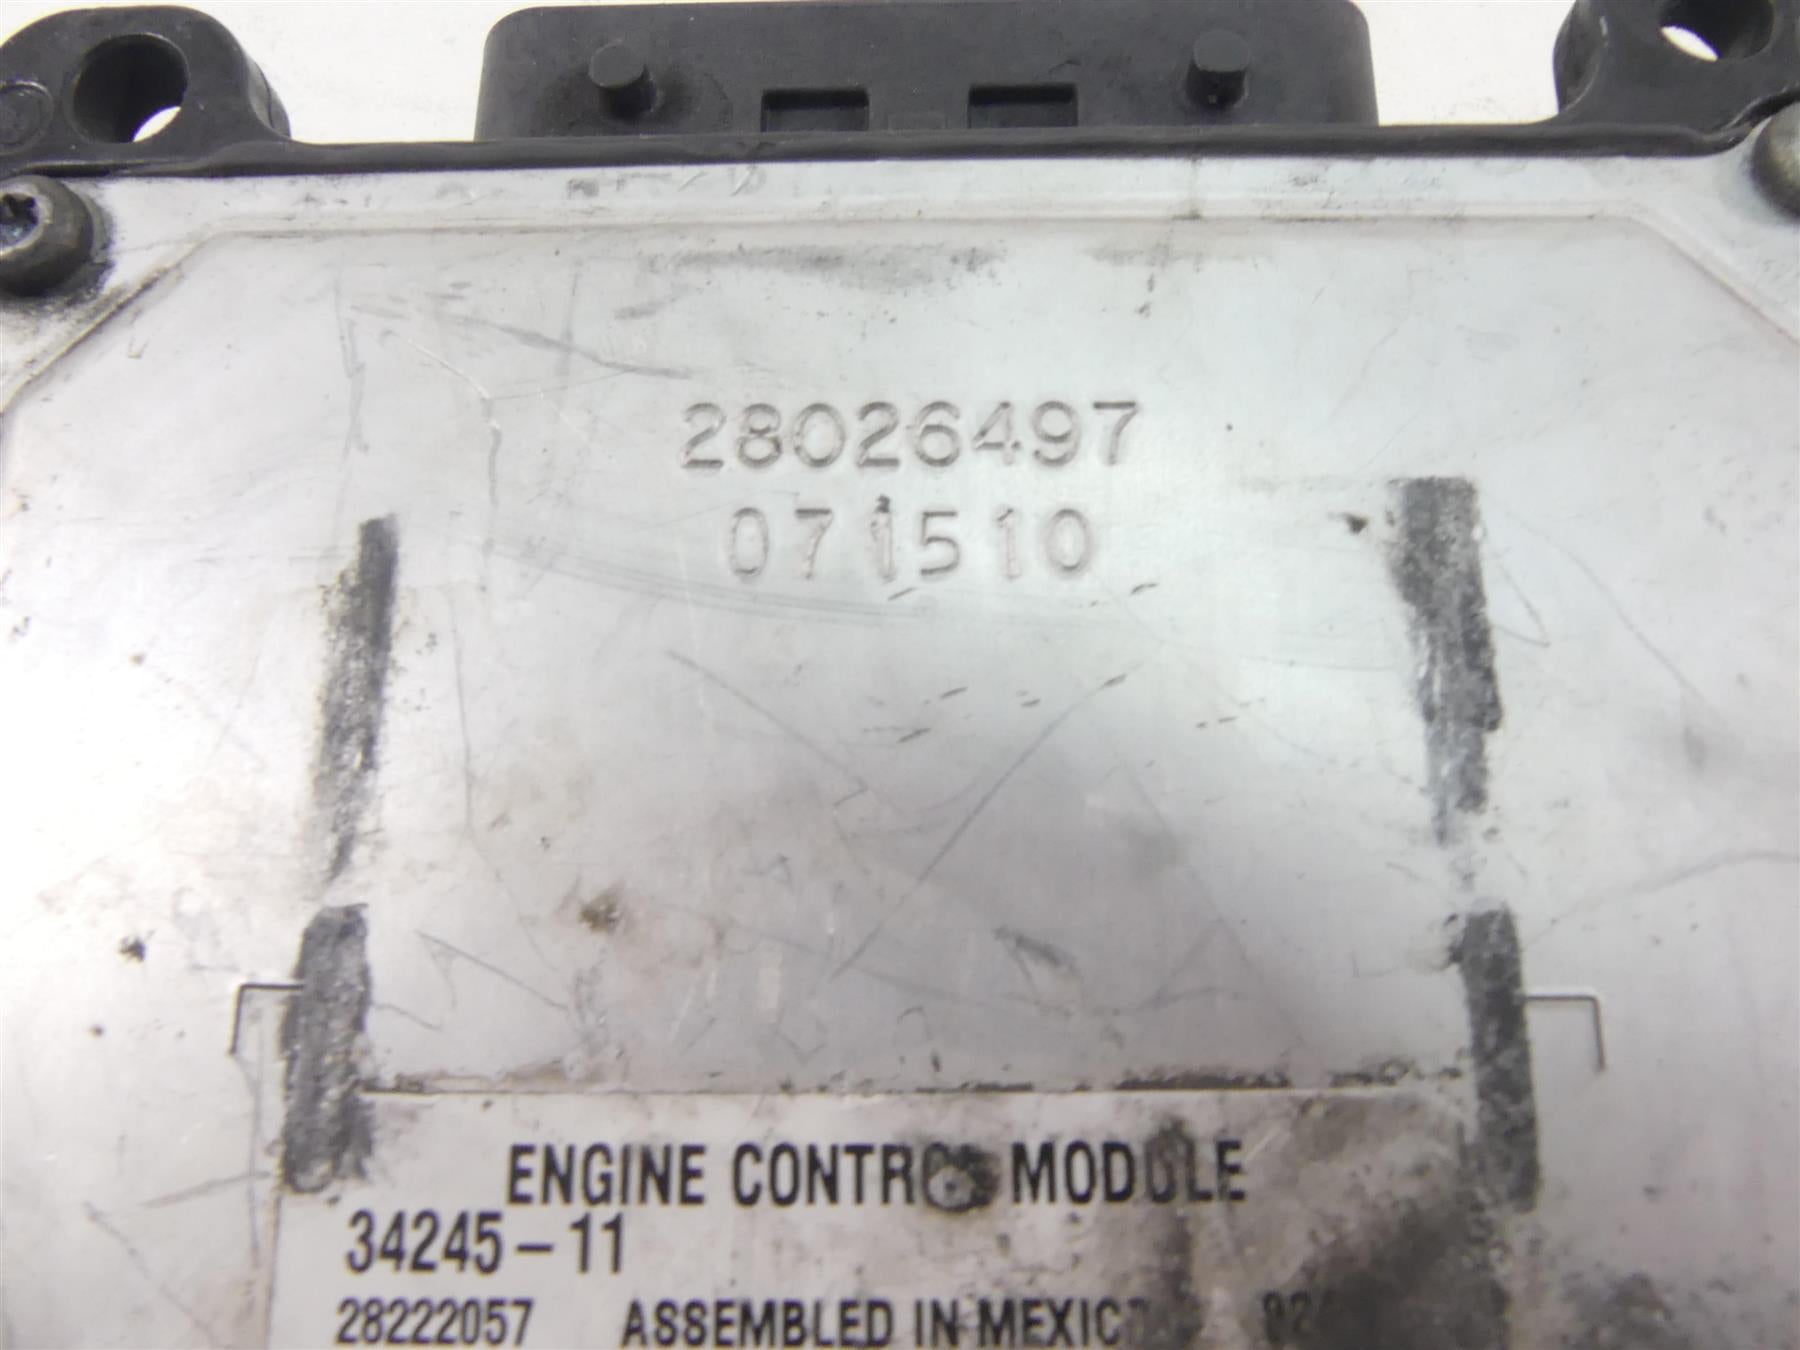 28026497
071510
ENGINE CONTROL MODULE
34245-11
28222057 ASSEMBLED IN MEXICO